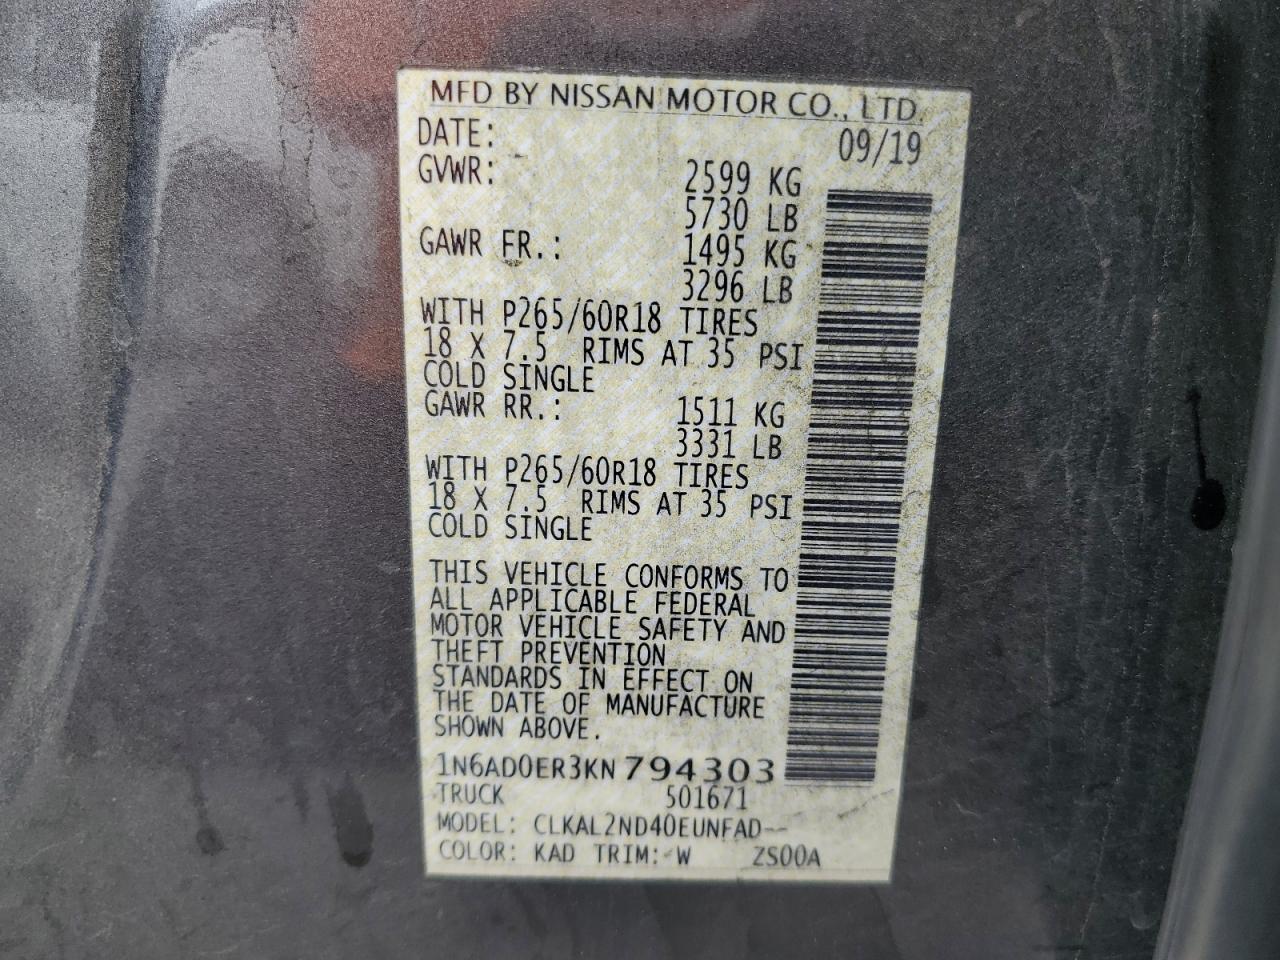 MFD BY NISSAN MOTOR CO., LTD.
DATE: 09/19
GVWR: 2599 KG
5730 LB
GAWR FR.: 1495 KG
3296 LB
WITH P265/60R18 TIRES
18 X 7.5 RIMS AT 35 PSI
COLD SINGLE
GAWR RR.: 1511 KG
3331 LB
WITH P265/60R18 TIRES
18 X 7.5 RIMS AT 35 PSI
COLD SINGLE
THIS VEHICLE CONFORMS TO
ALL APPLICABLE FEDERAL
MOTOR VEHICLE SAFETY AND
THEFT PREVENTION
STANDARDS IN EFFECT ON
THE DATE OF MANUFACTURE
SHOWN ABOVE.
1N6AD0ER3KN794303
TRUCK 501671
MODEL: CLKAL2ND40EUNFAD--
COLOR: KAD TRIM: W ZS00A